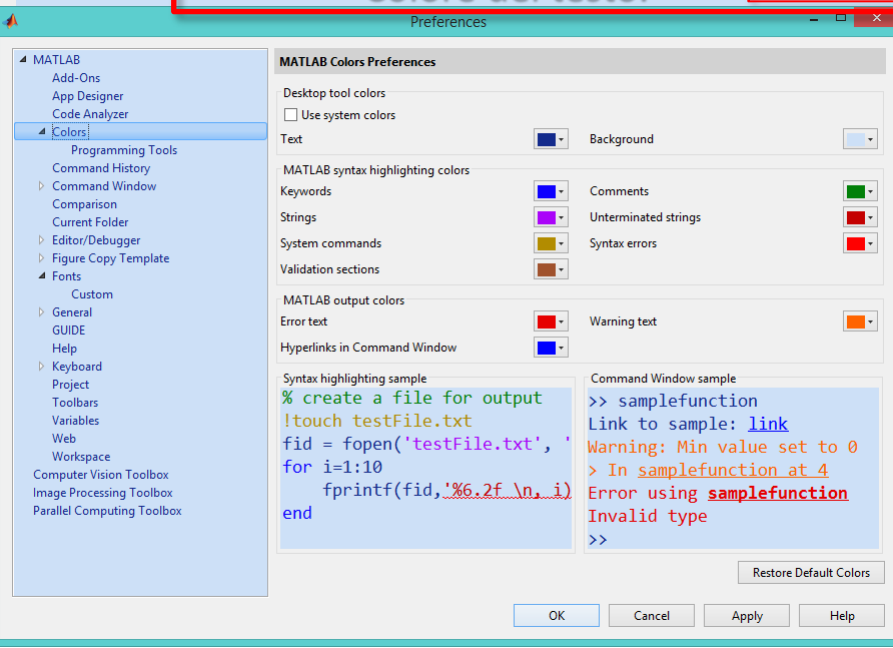 Preferences
MATLAB
Add-Ons
App Designer
Code Analyzer
Colors
Programming Tools
Command History
Command Window
Comparison
Current Folder
Editor/Debugger
Figure Copy Template
Fonts
Custom
General
GUIDE
Help
Keyboard
Project
Toolbars
Variables
Web
Workspace
Computer Vision Toolbox
Image Processing Toolbox
Parallel Computing Toolbox
MATLAB Colors Preferences
Desktop tool colors
Use system colors
Text Background
MATLAB syntax highlighting colors
Keywords Comments
Strings Unterminated strings
System commands Syntax errors
Validation sections
MATLAB output colors
Error text Warning text
Hyperlinks in Command Window
Syntax highlighting sample
% create a file for output
!touch testFile.txt
fid = fopen('testFile.txt', '
for i=1:10
fprintf(fid,'%6.2f \n, i)
end
Command Window sample
>> samplefunction
Link to sample: link
Warning: Min value set to 0
> In samplefunction at 4
Error using samplefunction
Invalid type
>>
Restore Default Colors
OK Cancel Apply Help